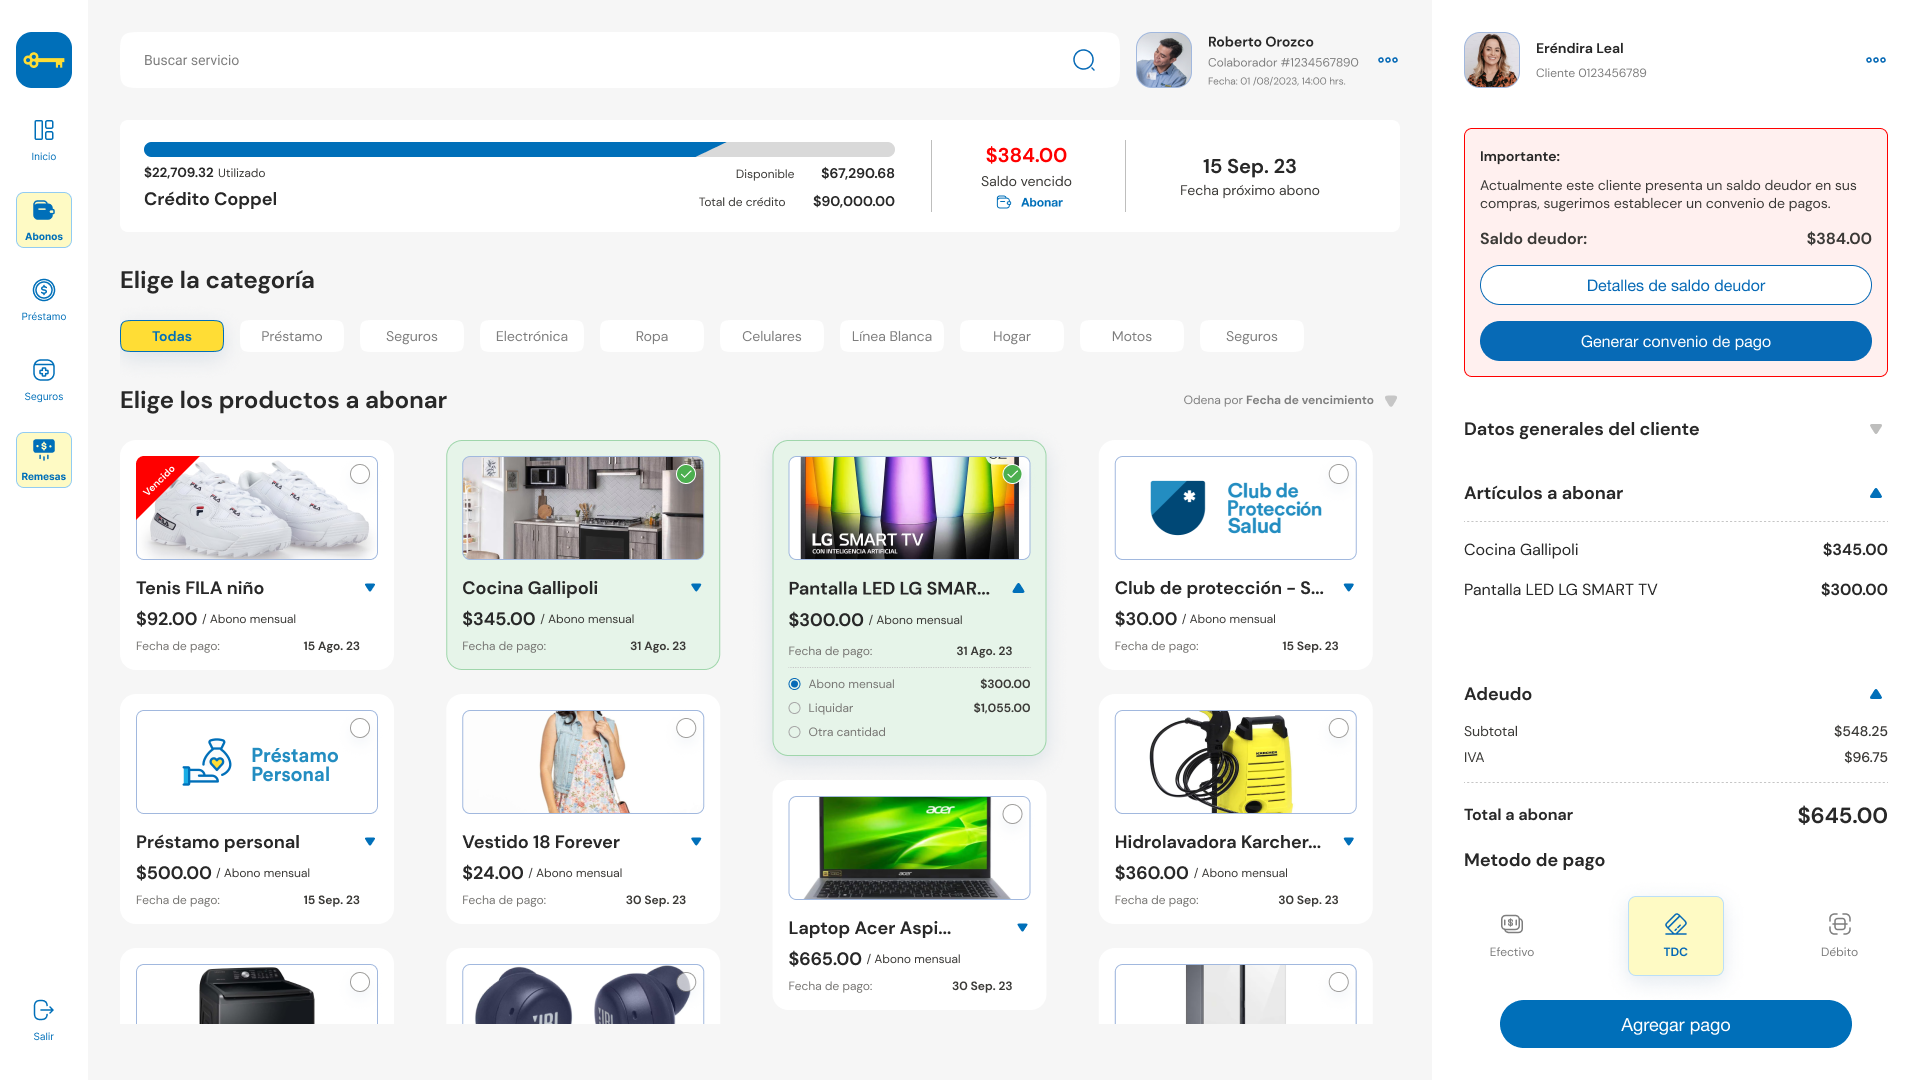 Buscar servicio
Roberto Orozco
Colaborador #1234567890
Fecha: 01 /08/2023, 14:00 hrs.
Eréndira Leal
Cliente 0123456789
Inicio
Abonos
Préstamo
Seguros
Remesas
Salir
$22,709.32 Utilizado
Crédito Coppel
Disponible $67,290.68
Total de crédito $90,000.00
$384.00
Saldo vencido
Abonar
15 Sep. 23
Fecha próximo abono
Elige la categoría
Todas Préstamo Seguros Electrónica Ropa Celulares Línea Blanca Hogar Motos Seguros
Elige los productos a abonar
Odena por Fecha de vencimiento
Vencido
FILA
Tenis FILA niño
$92.00 / Abono mensual
Fecha de pago: 15 Ago. 23
Cocina Gallipoli
$345.00 / Abono mensual
Fecha de pago: 31 Ago. 23
LG SMART TV
CON INTELIGENCIA ARTIFICIAL
Pantalla LED LG SMAR...
$300.00 / Abono mensual
Fecha de pago: 31 Ago. 23
Abono mensual $300.00
Liquidar $1,055.00
Otra cantidad
Club de
Protección
Salud
Club de protección - S...
$30.00 / Abono mensual
Fecha de pago: 15 Sep. 23
Préstamo
Personal
Préstamo personal
$500.00 / Abono mensual
Fecha de pago: 15 Sep. 23
Vestido 18 Forever
$24.00 / Abono mensual
Fecha de pago: 30 Sep. 23
acer
acer
Laptop Acer Aspi...
$665.00 / Abono mensual
Fecha de pago: 30 Sep. 23
KARCHER
Hidrolavadora Karcher...
$360.00 / Abono mensual
Fecha de pago: 30 Sep. 23
JBL
JBL
Importante:
Actualmente este cliente presenta un saldo deudor en sus
compras, sugerimos establecer un convenio de pagos.
Saldo deudor: $384.00
Detalles de saldo deudor
Generar convenio de pago
Datos generales del cliente
Artículos a abonar
Cocina Gallipoli $345.00
Pantalla LED LG SMART TV $300.00
Adeudo
Subtotal $548.25
IVA $96.75
Total a abonar $645.00
Metodo de pago
Efectivo TDC Débito
Agregar pago